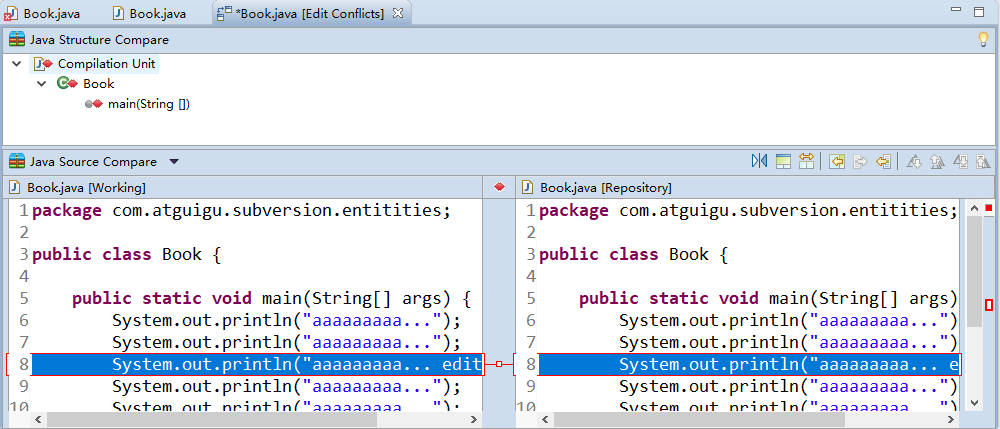 Book.java
Book.java
*Book.java [Edit Conflicts]
Java Structure Compare
Compilation Unit
Book
main(String [])
Java Source Compare
Book.java [Working]
Book.java [Repository]
1 package com.atguigu.subversion.entitities;
2
3 public class Book {
4
5 public static void main(String[] args) {
6 System.out.println("aaaaaaaaa...");
7 System.out.println("aaaaaaaaa...");
8 System.out.println("aaaaaaaaa... edit
9 System.out.println("aaaaaaaaa...");
10 System.out.println("aaaaaaaaa...");
1 package com.atguigu.subversion.entitities;
2
3 public class Book {
4
5 public static void main(String[] args)
6 System.out.println("aaaaaaaaa...")
7 System.out.println("aaaaaaaaa...")
8 System.out.println("aaaaaaaaa... e
9 System.out.println("aaaaaaaaa...")
10 System.out.println("aaaaaaaaa...")